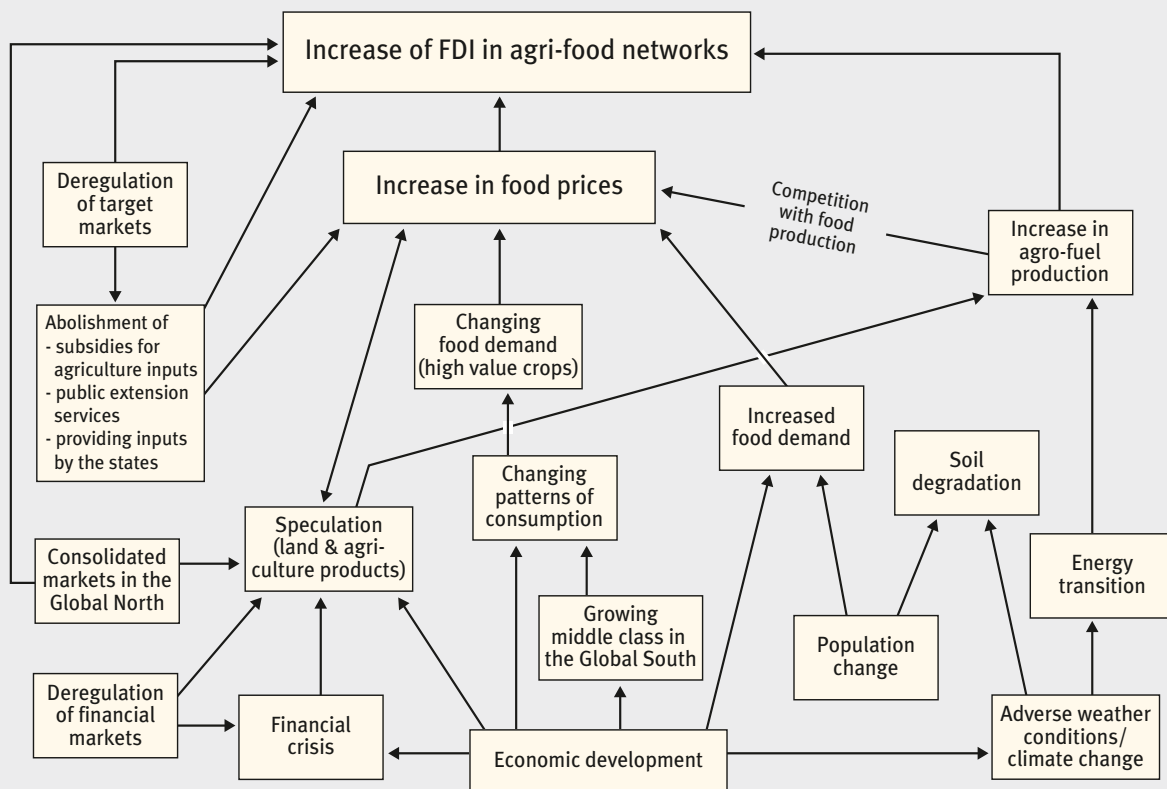 Increase of FDI in agri-food networks
Deregulation
of target
markets
Increase in food prices
Competition
with food
production
Increase in
agro-fuel
production
Abolishment of
- subsidies for
agriculture inputs
- public extension
services
- providing inputs
by the states
Changing
food demand
(high value crops)
Increased
food demand
Soil
degradation
Changing
patterns of
consumption
Speculation
(land & agri-
culture products)
Consolidated
markets in the
Global North
Energy
transition
Growing
middle class in
the Global South
Population
change
Deregulation
of financial
markets
Financial
crisis
Economic development
Adverse weather
conditions/
climate change